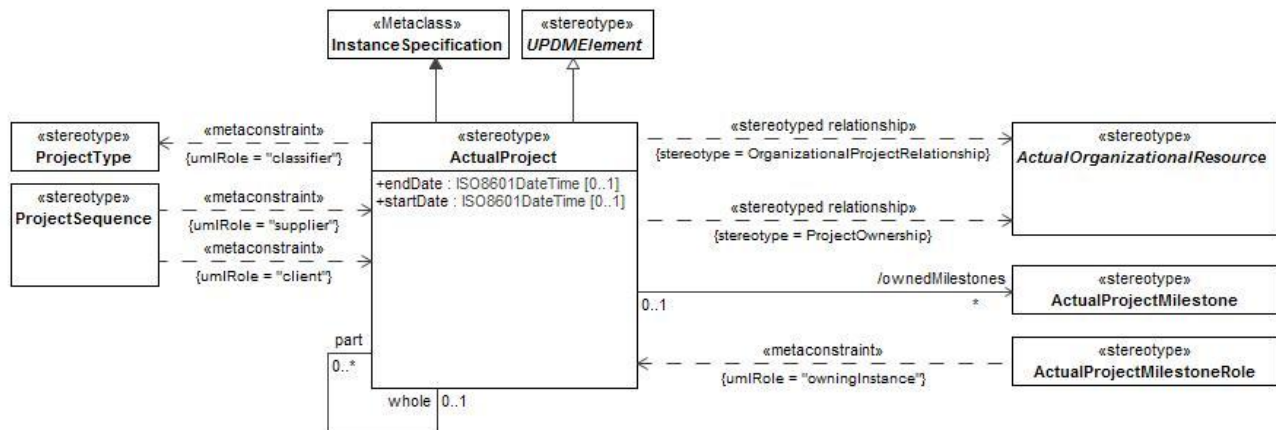 «Metaclass»
InstanceSpecification
«stereotype»
UPDMElement
«stereotype»
ProjectType
«metaconstraint»
{umlRole = "classifier"}
«stereotype»
ProjectSequence
«metaconstraint»
{umlRole = "supplier"}
«metaconstraint»
{umlRole = "client"}
«stereotype»
ActualProject
+endDate : ISO8601DateTime [0..1]
+startDate : ISO8601DateTime [0..1]
«stereotyped relationship»
{stereotype = OrganizationalProjectRelationship}
«stereotyped relationship»
{stereotype = ProjectOwnership}
«stereotype»
ActualOrganizationalResource
/ownedMilestones
0..1
*
«stereotype»
ActualProjectMilestone
«metaconstraint»
{umlRole = "owningInstance"}
«stereotype»
ActualProjectMilestoneRole
part
0..*
whole
0..1